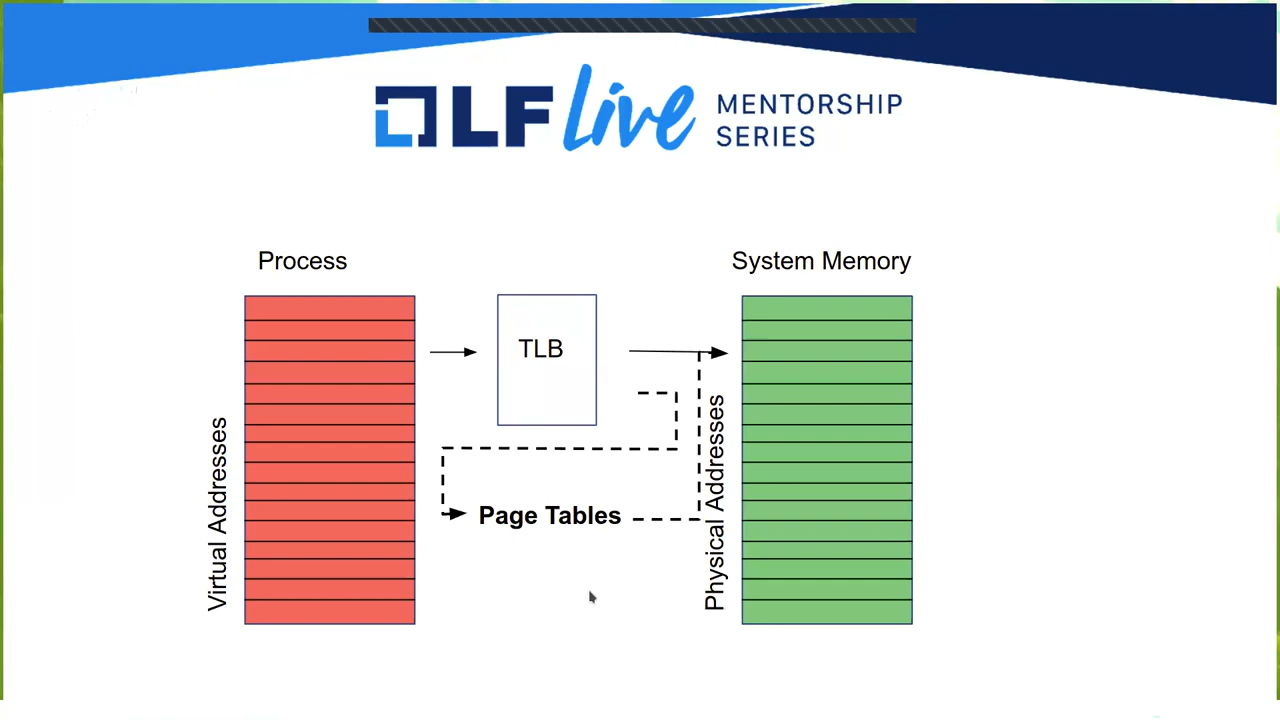 LF Live MENTORSHIP
SERIES
Process
System Memory
TLB
Virtual Addresses
Page Tables
Physical Addresses